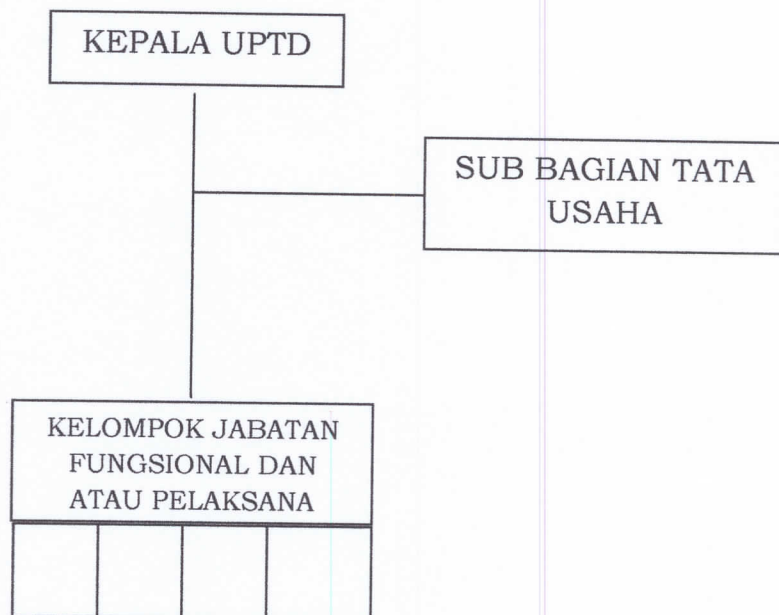 KEPALA UPTD
SUB BAGIAN TATA
USAHA
KELOMPOK JABATAN
FUNGSIONAL DAN
ATAU PELAKSANA